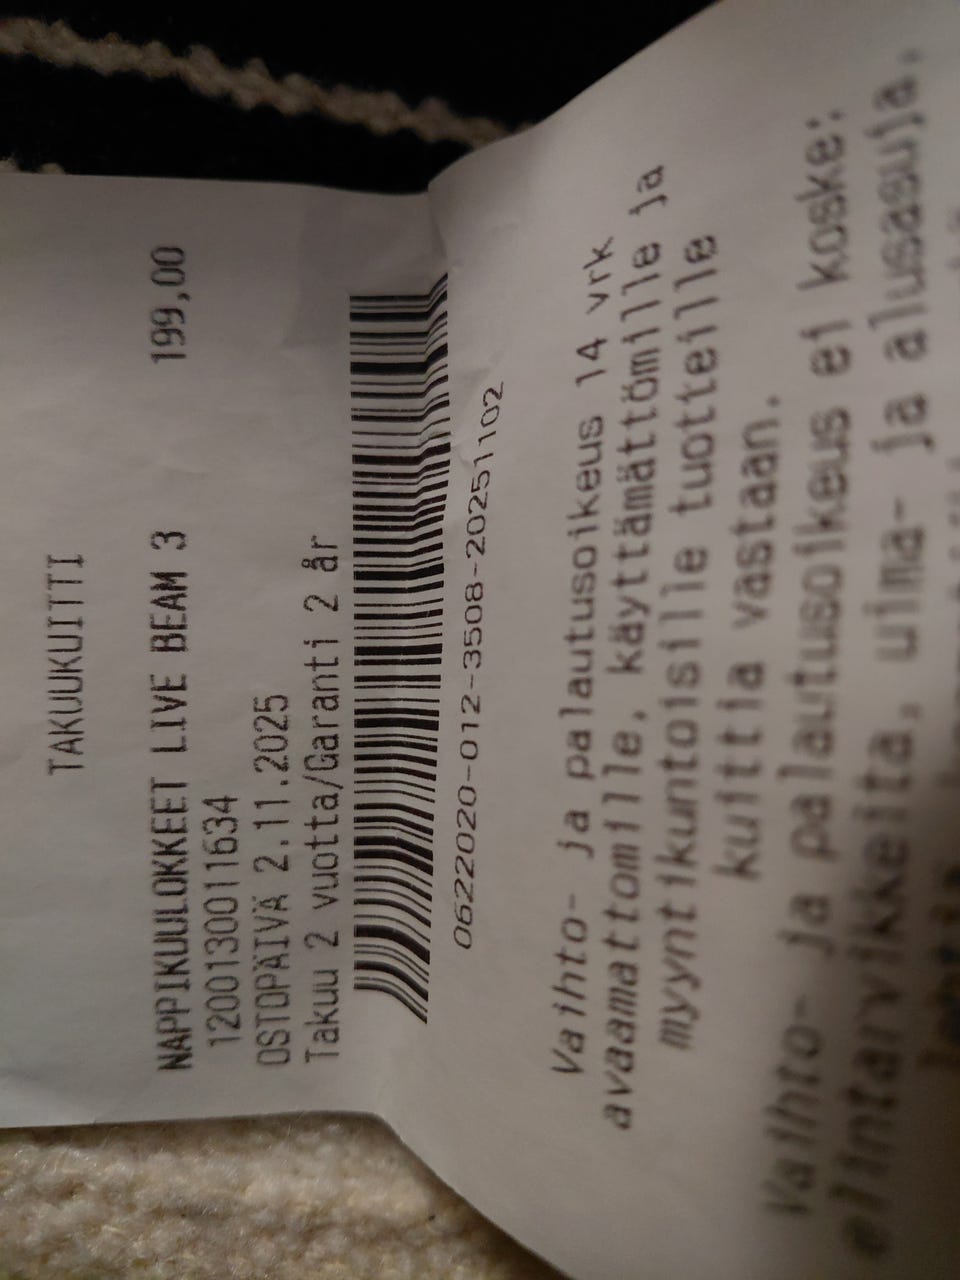 TAKUUKUITTI
NAPPIKUULOKKEET LIVE BEAM 3 199,00
1200130011634
OSTOPÄIVÄ 2.11.2025
Takuu 2 vuotta/Garanti 2 år
0622020-012-3508-20251102
Vaihto- ja palautusoikeus 14 vrk
avaamattomille, käyttämättömille ja
myyntikuntoisille tuotteille
kuittia vastaan.
Vaihto- ja palautusoikeus ei koske:
elintarvikkeita, uima- ja alusasuja,